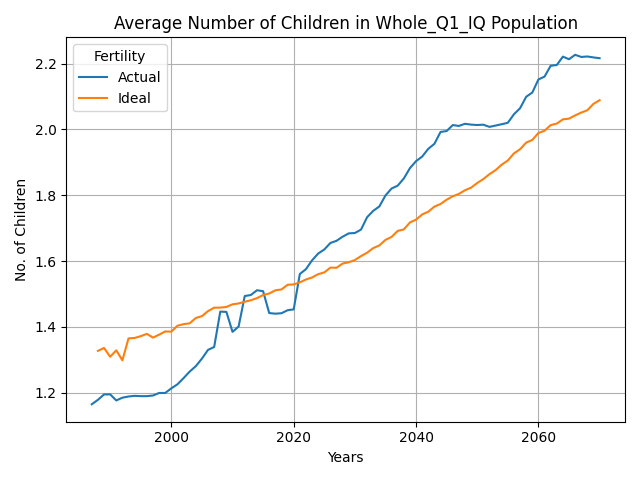 Average Number of Children in Whole_Q1_IQ Population
Fertility
Actual
Ideal
No. of Children
2.2
2.0
1.8
1.6
1.4
1.2
2000 2020 2040 2060
Years